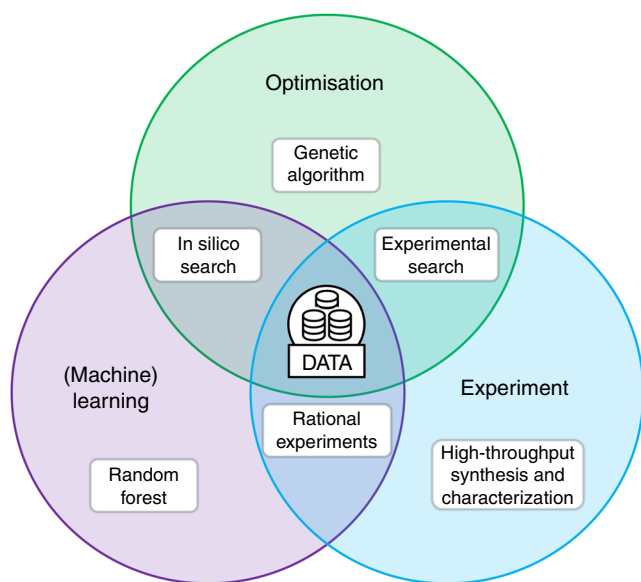 Optimisation
Genetic
algorithm
In silico
search
Experimental
search
DATA
(Machine)
learning
Experiment
Rational
experiments
Random
forest
High-throughput
synthesis and
characterization